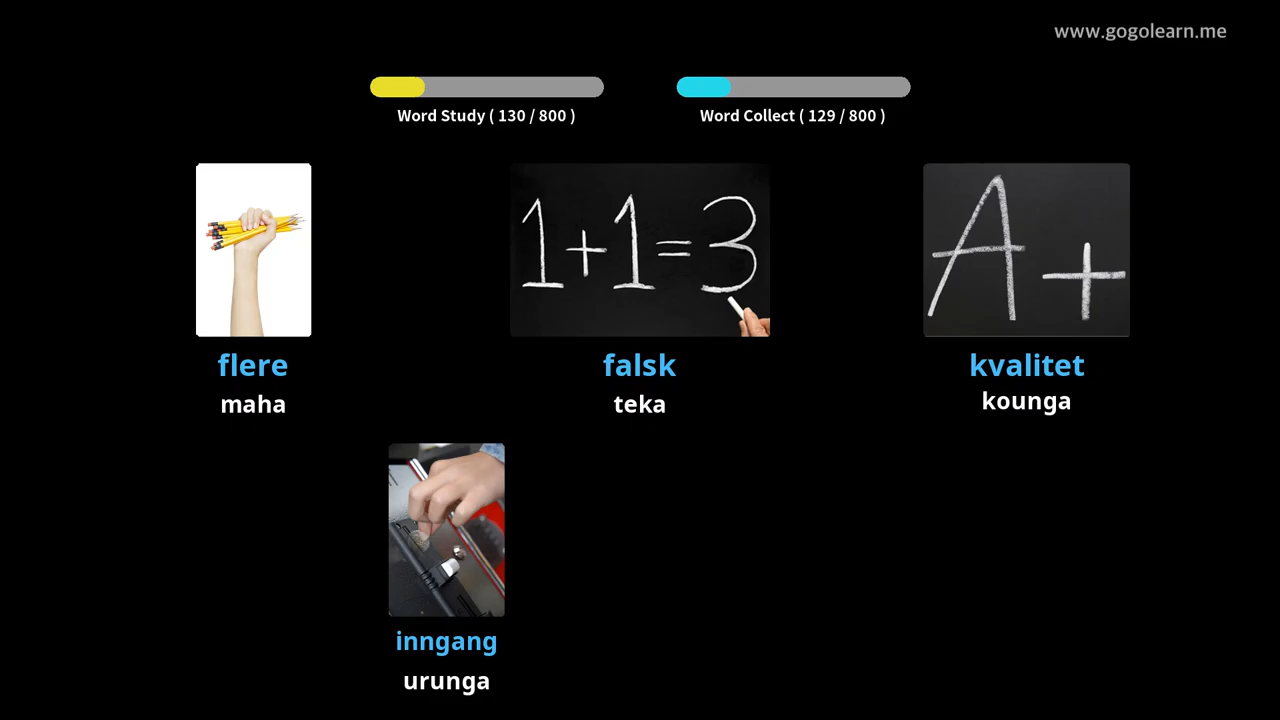 www.gogolearn.me
Word Study ( 130 / 800 )
Word Collect ( 129 / 800 )
1+1=3
A+
flere
falsk
kvalitet
maha
teka
kounga
inngang
urunga